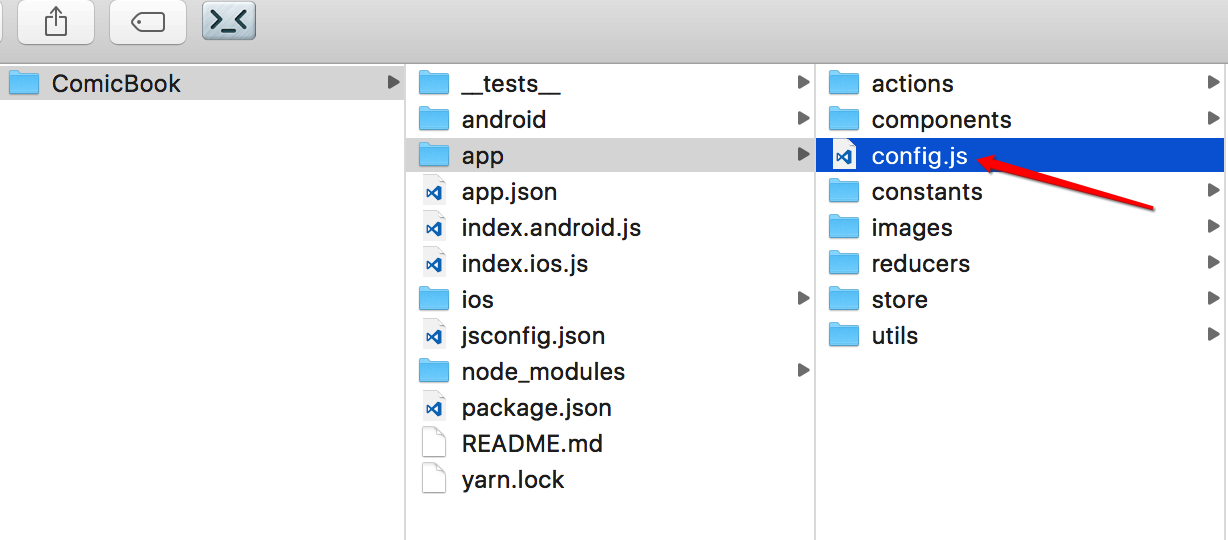 ComicBook
__tests__
android
app
app.json
index.android.js
index.ios.js
ios
jsconfig.json
node_modules
package.json
README.md
yarn.lock
actions
components
config.js
constants
images
reducers
store
utils